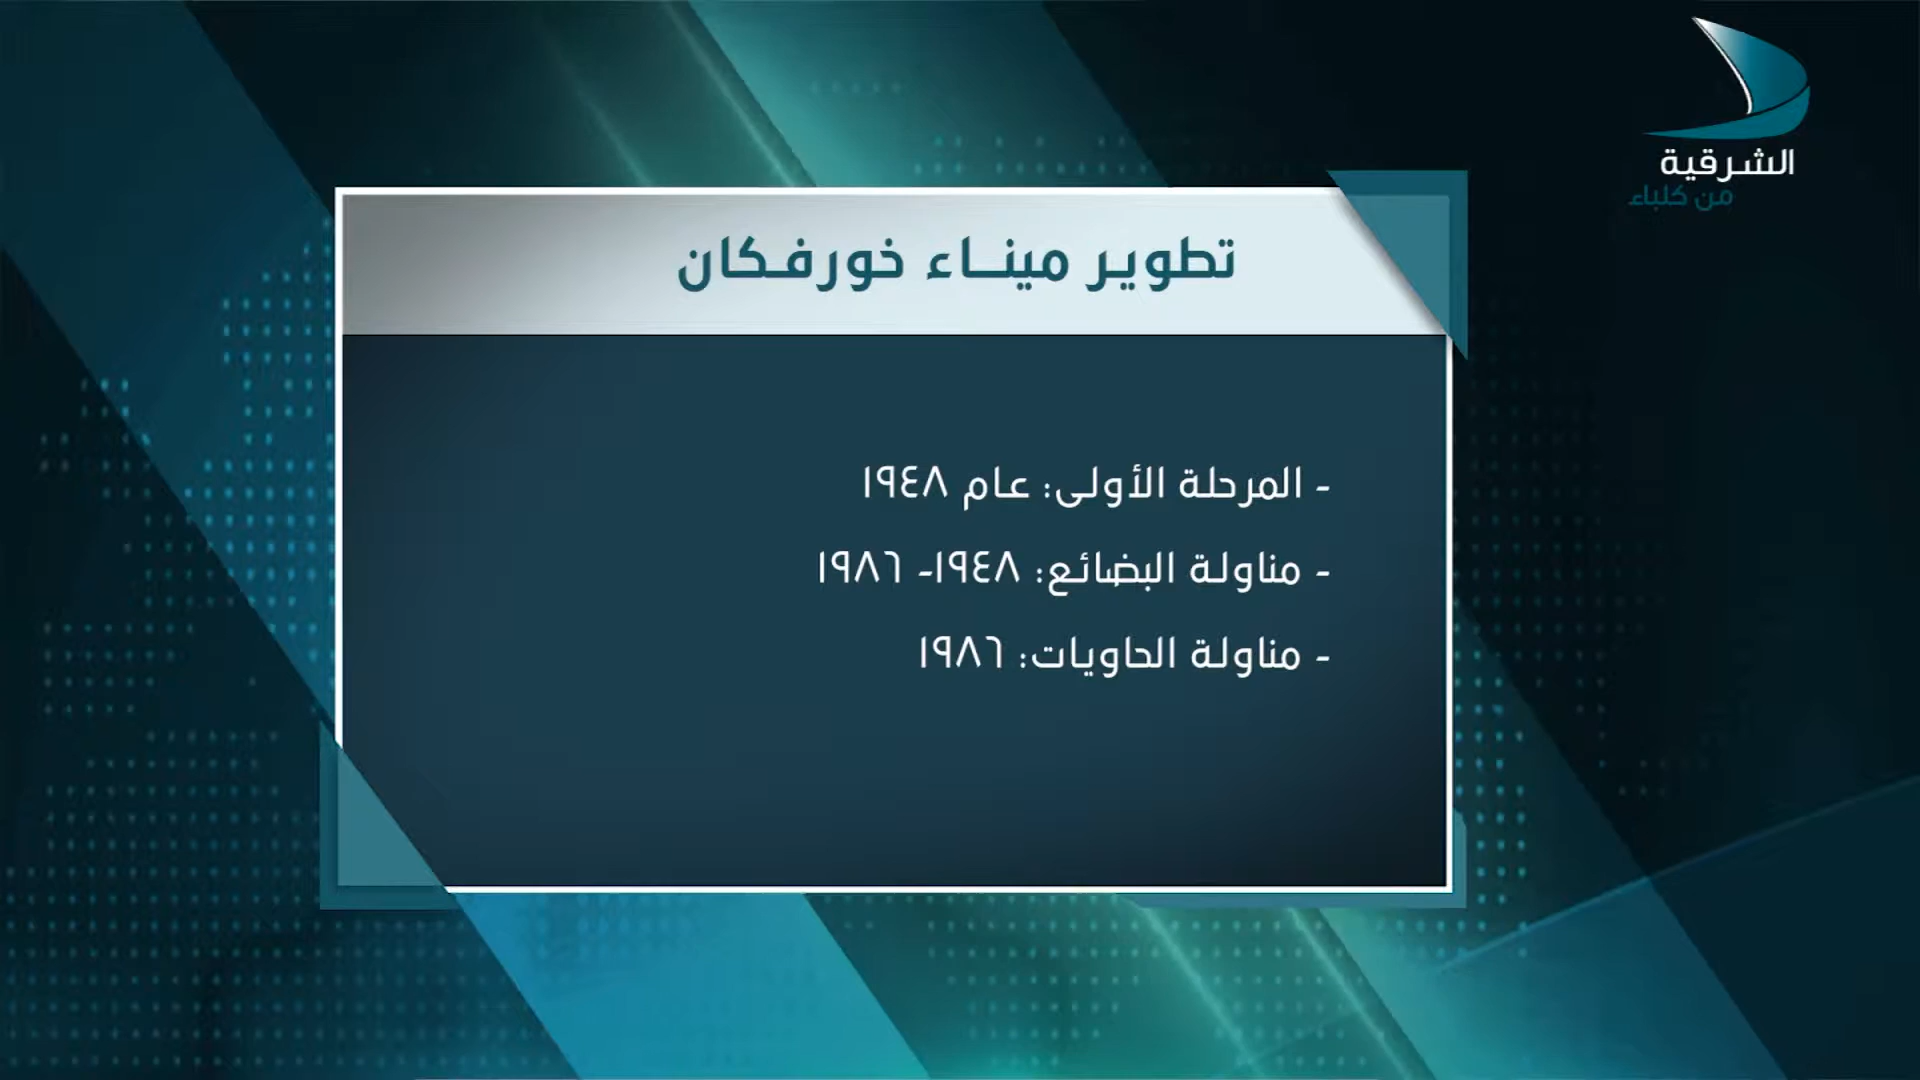 الشرقية
من كلباء
تطوير ميناء خورفكان
- المرحلة الأولى: عام ١٩٤٨
- مناولة البضائع: ١٩٤٨- ١٩٨٦
- مناولة الحاويات: ١٩٨٦